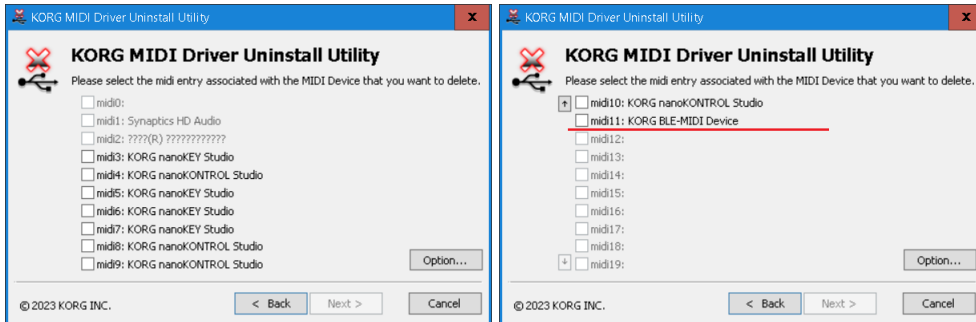 KORG MIDI Driver Uninstall Utility
x
KORG MIDI Driver Uninstall Utility
Please select the midi entry associated with the MIDI Device that you want to delete.
midi0:
midi1: Synaptics HD Audio
midi2: ????(R) ????????????
midi3: KORG nanoKEY Studio
midi4: KORG nanoKONTROL Studio
midi5: KORG nanoKEY Studio
midi6: KORG nanoKEY Studio
midi7: KORG nanoKEY Studio
midi8: KORG nanoKONTROL Studio
midi9: KORG nanoKONTROL Studio
Option...
© 2023 KORG INC.
< Back
Next >
Cancel
KORG MIDI Driver Uninstall Utility
x
KORG MIDI Driver Uninstall Utility
Please select the midi entry associated with the MIDI Device that you want to delete.
midi10: KORG nanoKONTROL Studio
midi11: KORG BLE-MIDI Device
midi12:
midi13:
midi14:
midi15:
midi16:
midi17:
midi18:
midi19:
Option...
© 2023 KORG INC.
< Back
Next >
Cancel